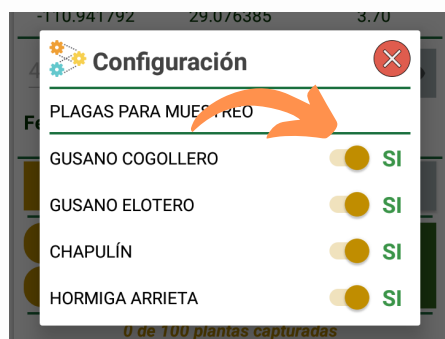 -110.941792 29.076385 3.70
Configuración
PLAGAS PARA MUESTREO
GUSANO COGOLLERO SI
GUSANO ELOTERO SI
CHAPULÍN SI
HORMIGA ARRIETA SI
0 de 100 plantas capturadas